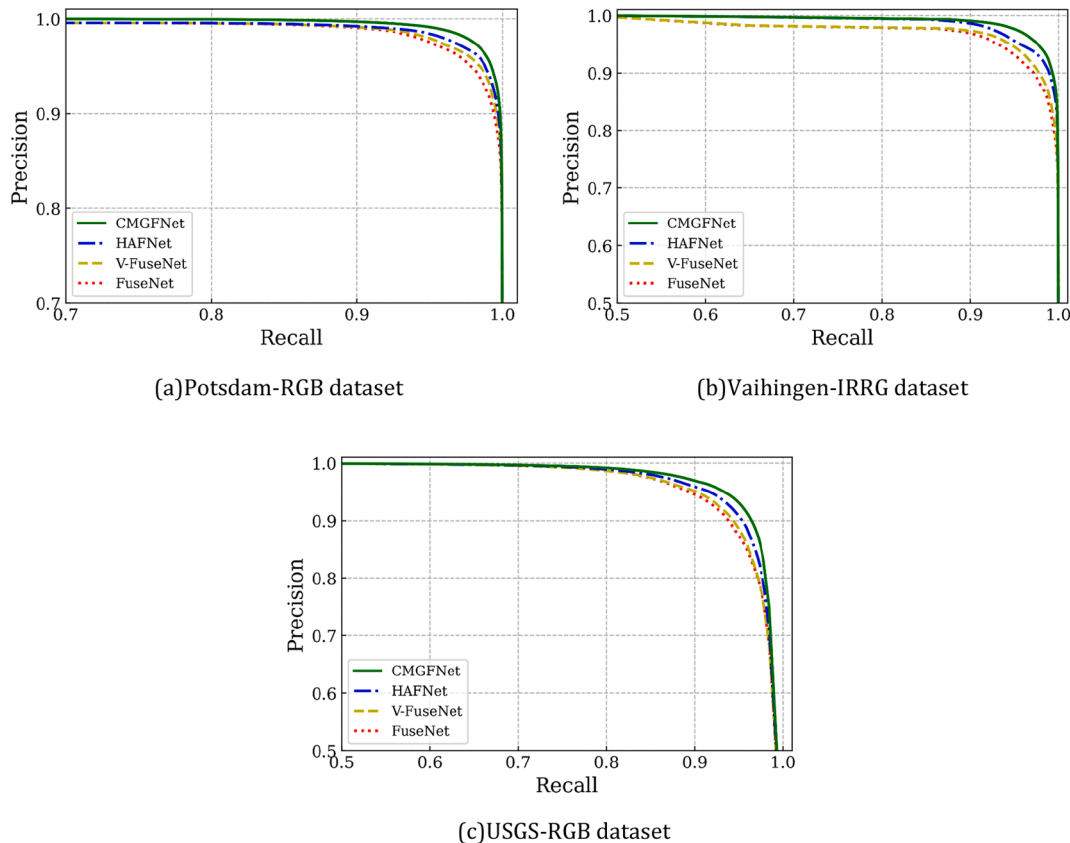 1.0
0.9
0.8
0.7
Precision
CMGFNet
HAFNet
V-FuseNet
FuseNet
0.7 0.8 0.9 1.0
Recall
(a)Potsdam-RGB dataset
1.0
0.9
0.8
0.7
0.6
0.5
Precision
CMGFNet
HAFNet
V-FuseNet
FuseNet
0.5 0.6 0.7 0.8 0.9 1.0
Recall
(b)Vaihingen-IRRG dataset
1.0
0.9
0.8
0.7
0.6
0.5
Precision
CMGFNet
HAFNet
V-FuseNet
FuseNet
0.5 0.6 0.7 0.8 0.9 1.0
Recall
(c)USGS-RGB dataset